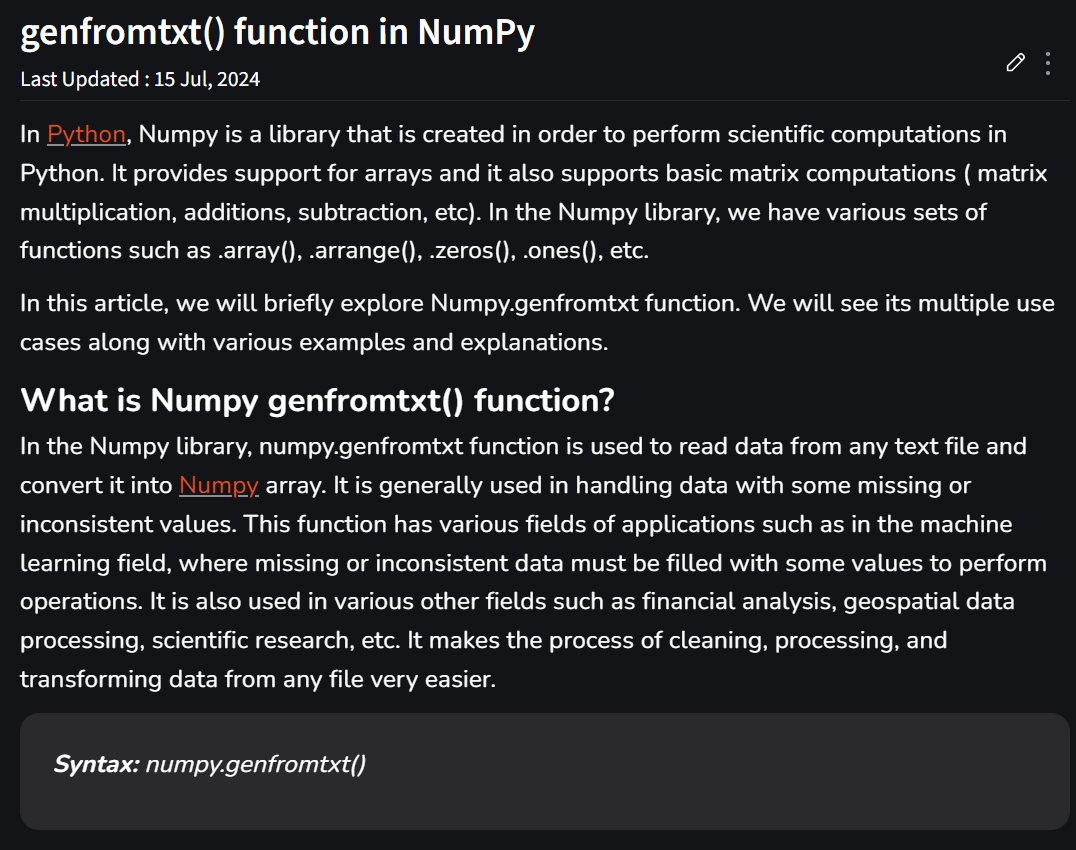 genfromtxt() function in NumPy
Last Updated : 15 Jul, 2024
In Python, Numpy is a library that is created in order to perform scientific computations in
Python. It provides support for arrays and it also supports basic matrix computations ( matrix
multiplication, additions, subtraction, etc). In the Numpy library, we have various sets of
functions such as .array(), .arrange(), .zeros(), .ones(), etc.
In this article, we will briefly explore Numpy.genfromtxt function. We will see its multiple use
cases along with various examples and explanations.
What is Numpy genfromtxt() function?
In the Numpy library, numpy.genfromtxt function is used to read data from any text file and
convert it into Numpy array. It is generally used in handling data with some missing or
inconsistent values. This function has various fields of applications such as in the machine
learning field, where missing or inconsistent data must be filled with some values to perform
operations. It is also used in various other fields such as financial analysis, geospatial data
processing, scientific research, etc. It makes the process of cleaning, processing, and
transforming data from any file very easier.
Syntax: numpy.genfromtxt()